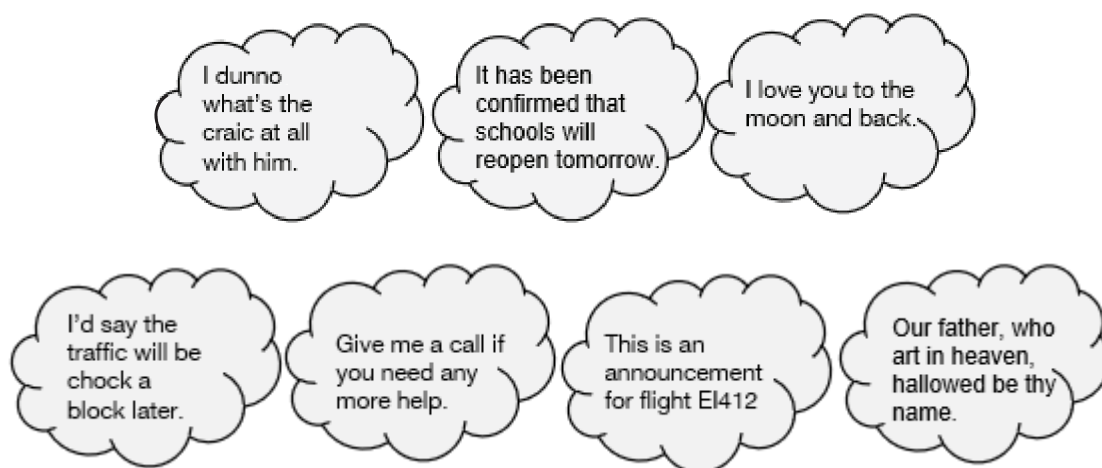 I dunno
what's the
craic at all
with him.
It has been
confirmed that
schools will
reopen tomorrow.
I love you to the
moon and back.
I'd say the
traffic will be
chock a
block later.
Give me a call if
you need any
more help.
This is an
announcement
for flight EI412
Our father, who
art in heaven,
hallowed be thy
name.